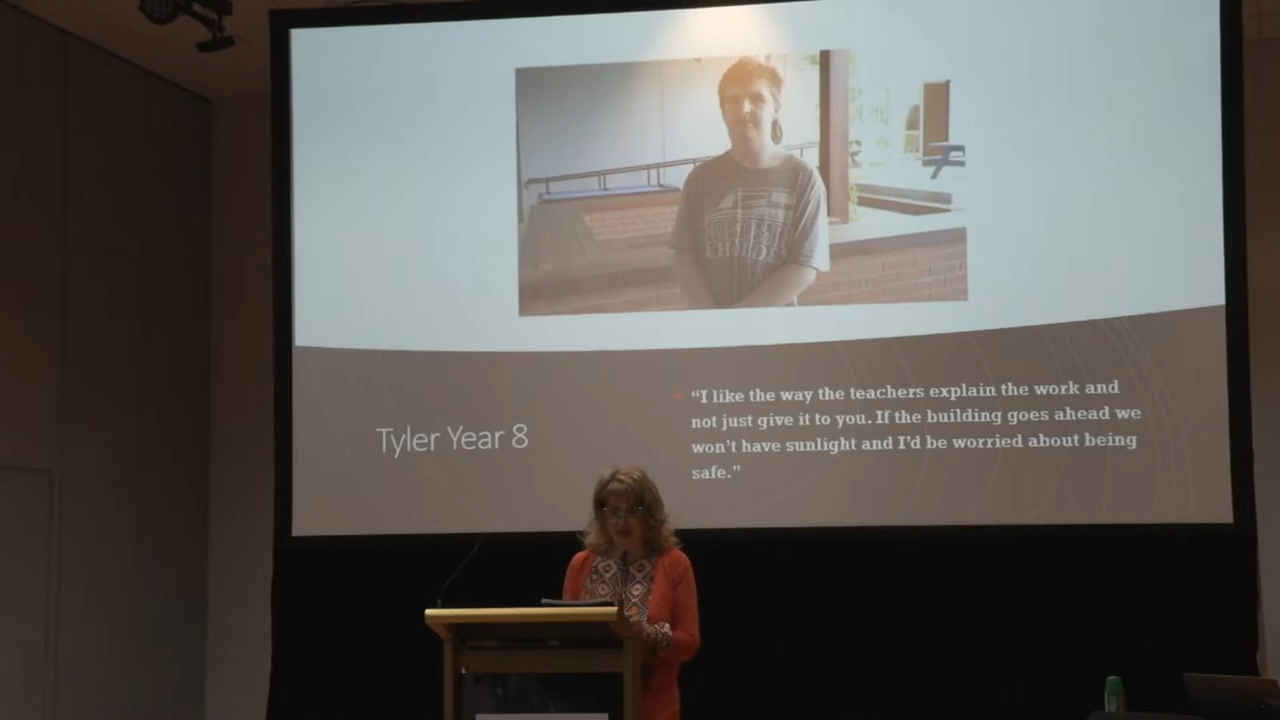 Tyler Year 8
“I like the way the teachers explain the work and
not just give it to you. If the building goes ahead we
won’t have sunlight and I’d be worried about being
safe.”